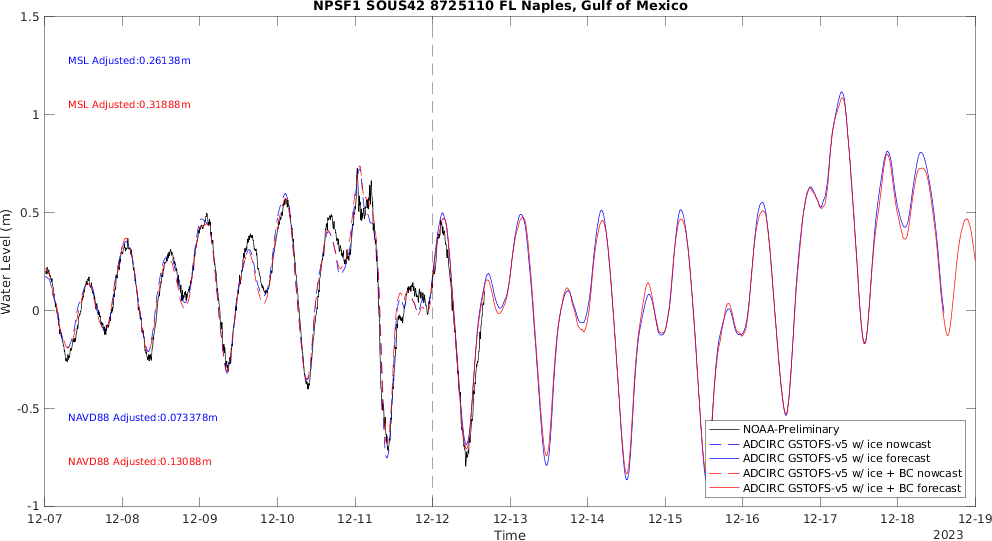 NPSF1 SOUS42 8725110 FL Naples, Gulf of Mexico
Water Level (m)
1.5
1
0.5
0
-0.5
-1
MSL Adjusted:0.26138m
MSL Adjusted:0.31888m
NAVD88 Adjusted:0.073378m
NAVD88 Adjusted:0.13088m
NOAA-Preliminary
ADCIRC GSTOFS-v5 w/ ice nowcast
ADCIRC GSTOFS-v5 w/ ice forecast
ADCIRC GSTOFS-v5 w/ ice + BC nowcast
ADCIRC GSTOFS-v5 w/ ice + BC forecast
12-07 12-08 12-09 12-10 12-11 12-12 12-13 12-14 12-15 12-16 12-17 12-18 12-19
Time
2023